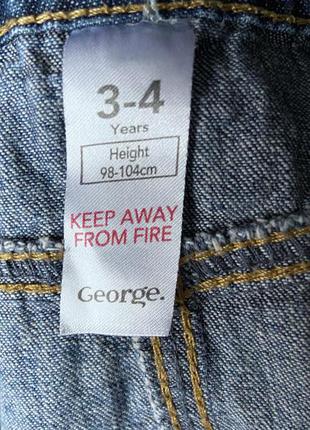 3-4
Years
Height
98-104cm
KEEP AWAY
FROM FIRE
George.